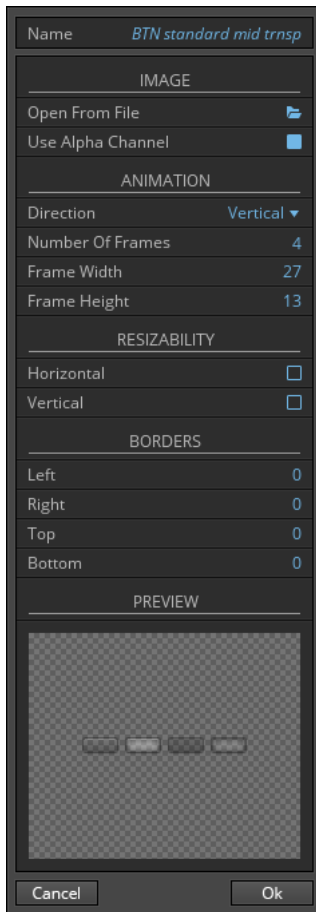 Name BTN standard mid trnsp
IMAGE
Open From File
Use Alpha Channel
ANIMATION
Direction Vertical
Number Of Frames 4
Frame Width 27
Frame Height 13
RESIZABILITY
Horizontal
Vertical
BORDERS
Left 0
Right 0
Top 0
Bottom 0
PREVIEW
Cancel Ok